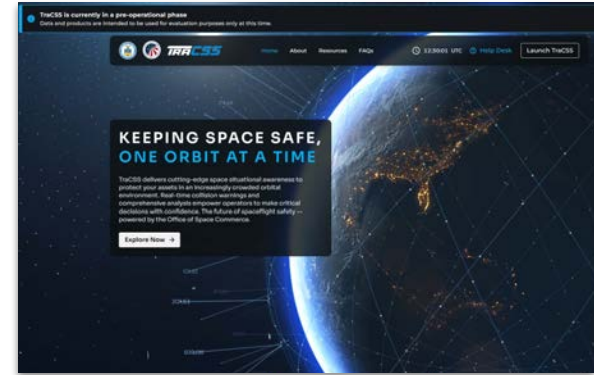 TraCSS is currently in a pre-operational phase
Data and products are intended to be used for evaluation purposes only at this time.
TRACSS
Home About Resources FAQs 12:50:01 UTC Help Desk Launch TraCSS
KEEPING SPACE SAFE,
ONE ORBIT AT A TIME
TraCSS delivers cutting-edge space situational awareness to
protect your assets in an increasingly crowded orbital
environment. Real-time collision warnings and
comprehensive analysis empower operators to make critical
decisions with confidence. The future of spaceflight safety —
powered by the Office of Space Commerce.
Explore Now →